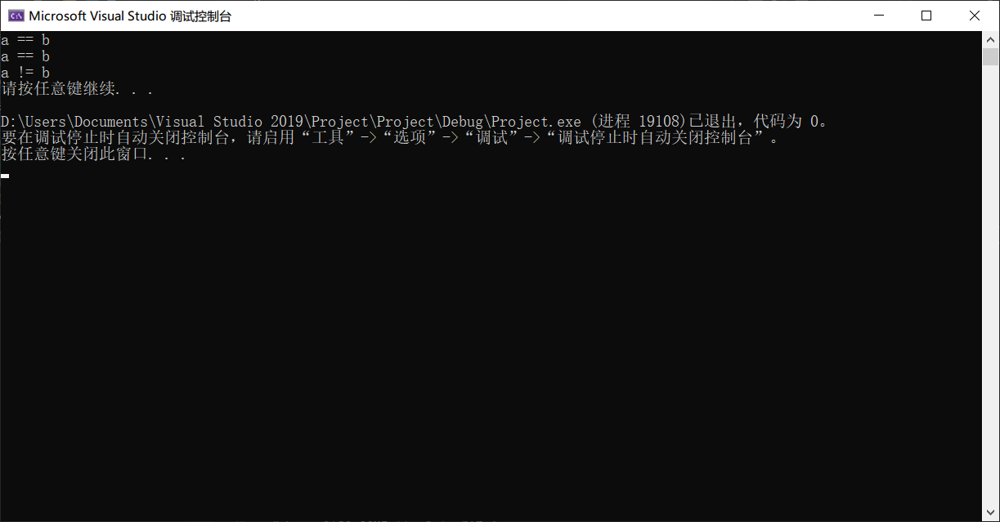 Microsoft Visual Studio 调试控制台
a == b
a == b
a != b
请按任意键继续. . .
D:\Users\Documents\Visual Studio 2019\Project\Project\Debug\Project.exe (进程 19108)已退出，代码为 0。
要在调试停止时自动关闭控制台，请启用“工具”->“选项”->“调试”->“调试停止时自动关闭控制台”。
按任意键关闭此窗口. . .